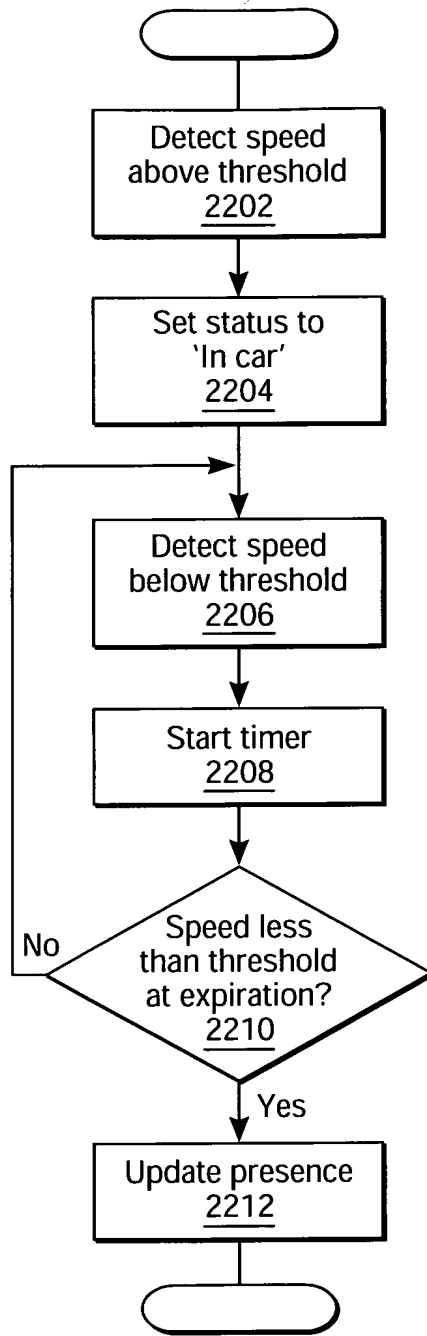 Detect speed
above threshold
2202
Set status to
'In car'
2204
Detect speed
below threshold
2206
Start timer
2208
Speed less
than threshold
at expiration?
2210
No
Yes
Update presence
2212